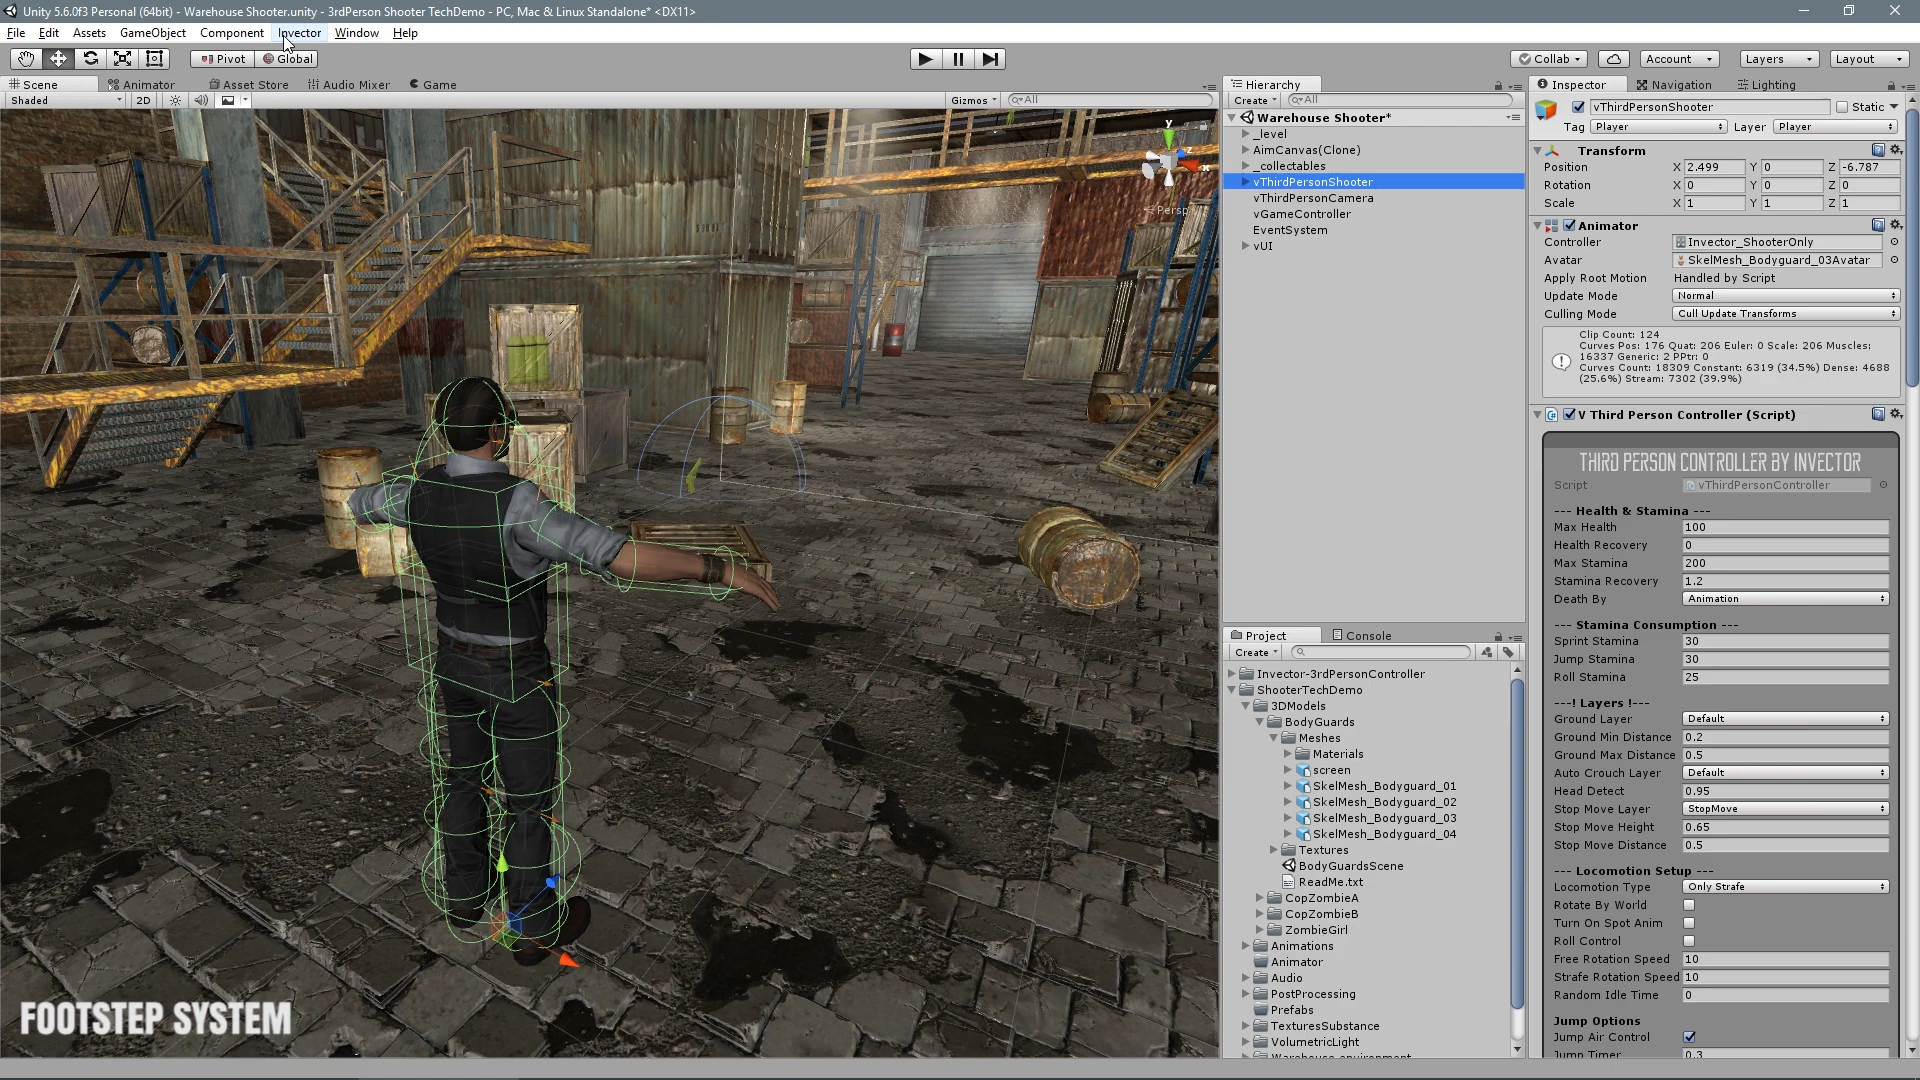 Unity 5.6.0f3 Personal (64bit) - Warehouse Shooter.unity - 3rdPerson Shooter TechDemo - PC, Mac & Linux Standalone* <DX11>
File Edit Assets GameObject Component Invector Window Help
Pivot Global
Collab Account Layers Layout
Scene Animator Asset Store Audio Mixer Game
Shaded 2D Gizmos All
y
z
x
Persp
FOOTSTEP SYSTEM
Hierarchy
Create All
Warehouse Shooter*
_level
AimCanvas(Clone)
_collectables
vThirdPersonShooter
vThirdPersonCamera
vGameController
EventSystem
vUI
Project Console
Create
Invector-3rdPersonController
ShooterTechDemo
3DModels
BodyGuards
Meshes
Materials
screen
SkelMesh_Bodyguard_01
SkelMesh_Bodyguard_02
SkelMesh_Bodyguard_03
SkelMesh_Bodyguard_04
Textures
BodyGuardsScene
ReadMe.txt
CopZombieA
CopZombieB
ZombieGirl
Animations
Animator
Audio
PostProcessing
Prefabs
TexturesSubstance
VolumetricLight
Warehouse environment
Inspector Navigation Lighting
vThirdPersonShooter Static
Tag Player Layer Player
Transform
Position X 2.499 Y 0 Z -6.787
Rotation X 0 Y 0 Z 0
Scale X 1 Y 1 Z 1
Animator
Controller Invector_ShooterOnly
Avatar SkelMesh_Bodyguard_03Avatar
Apply Root Motion Handled by Script
Update Mode Normal
Culling Mode Cull Update Transforms
Clip Count: 124
Curves Pos: 176 Quat: 206 Euler: 0 Scale: 206 Muscles:
16337 Generic: 2 PPtr: 0
Curves Count: 18309 Constant: 6319 (34.5%) Dense: 4688
(25.6%) Stream: 7302 (39.9%)
V Third Person Controller (Script)
THIRD PERSON CONTROLLER BY INVECTOR
Script vThirdPersonController
--- Health & Stamina ---
Max Health 100
Health Recovery 0
Max Stamina 200
Stamina Recovery 1.2
Death By Animation
--- Stamina Consumption ---
Sprint Stamina 30
Jump Stamina 30
Roll Stamina 25
---! Layers !---
Ground Layer Default
Ground Min Distance 0.2
Ground Max Distance 0.5
Auto Crouch Layer Default
Head Detect 0.95
Stop Move Layer StopMove
Stop Move Height 0.65
Stop Move Distance 0.5
--- Locomotion Setup ---
Locomotion Type Only Strafe
Rotate By World
Turn On Spot Anim
Roll Control
Free Rotation Speed 10
Strafe Rotation Speed 10
Random Idle Time 0
Jump Options
Jump Air Control
Jump Timer 0.3